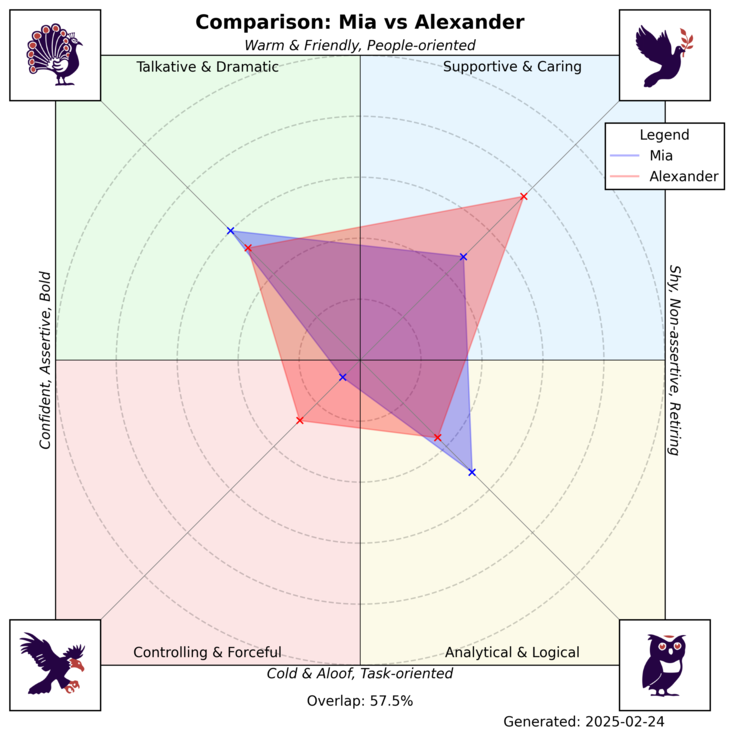 Comparison: Mia vs Alexander
Warm & Friendly, People-oriented
Talkative & Dramatic
Supportive & Caring
Legend
Mia
Alexander
Confident, Assertive, Bold
Shy, Non-assertive, Retiring
Controlling & Forceful
Analytical & Logical
Cold & Aloof, Task-oriented
Overlap: 57.5%
Generated: 2025-02-24